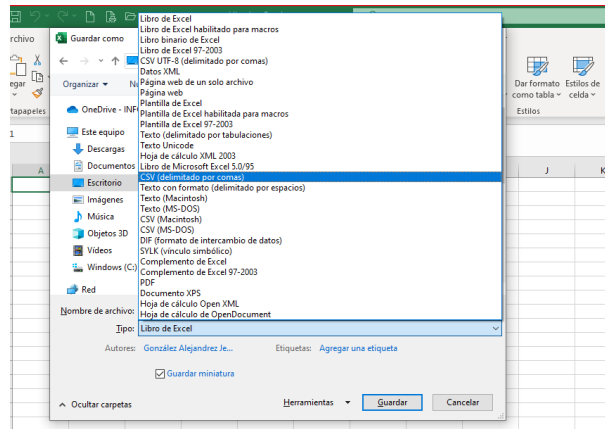 rchivo
Guardar como
Libro de Excel
Libro de Excel habilitado para macros
Libro binario de Excel
Libro de Excel 97-2003
CSV UTF-8 (delimitado por comas)
Datos XML
Página web de un solo archivo
Página web
Plantilla de Excel
Plantilla de Excel habilitada para macros
Plantilla de Excel 97-2003
Texto (delimitado por tabulaciones)
Texto Unicode
Hoja de cálculo XML 2003
Libro de Microsoft Excel 5.0/95
CSV (delimitado por comas)
Texto con formato (delimitado por espacios)
Texto (Macintosh)
Texto (MS-DOS)
CSV (Macintosh)
CSV (MS-DOS)
DIF (formato de intercambio de datos)
SYLK (vínculo simbólico)
Complemento de Excel
Complemento de Excel 97-2003
PDF
Documento XPS
Hoja de cálculo Open XML
Hoja de cálculo de OpenDocument
egar
tapapeles
1
A
Organizar
OneDrive - INF
Este equipo
Descargas
Documentos
Escritorio
Imágenes
Música
Objetos 3D
Vídeos
Windows (C:)
Red
Nombre de archivo:
Tipo: Libro de Excel
Autores: González Alejandrez Je... Etiquetas: Agregar una etiqueta
Guardar miniatura
Ocultar carpetas Herramientas Guardar Cancelar
Dar formato Estilos de
como tabla celda
Estilos
J K